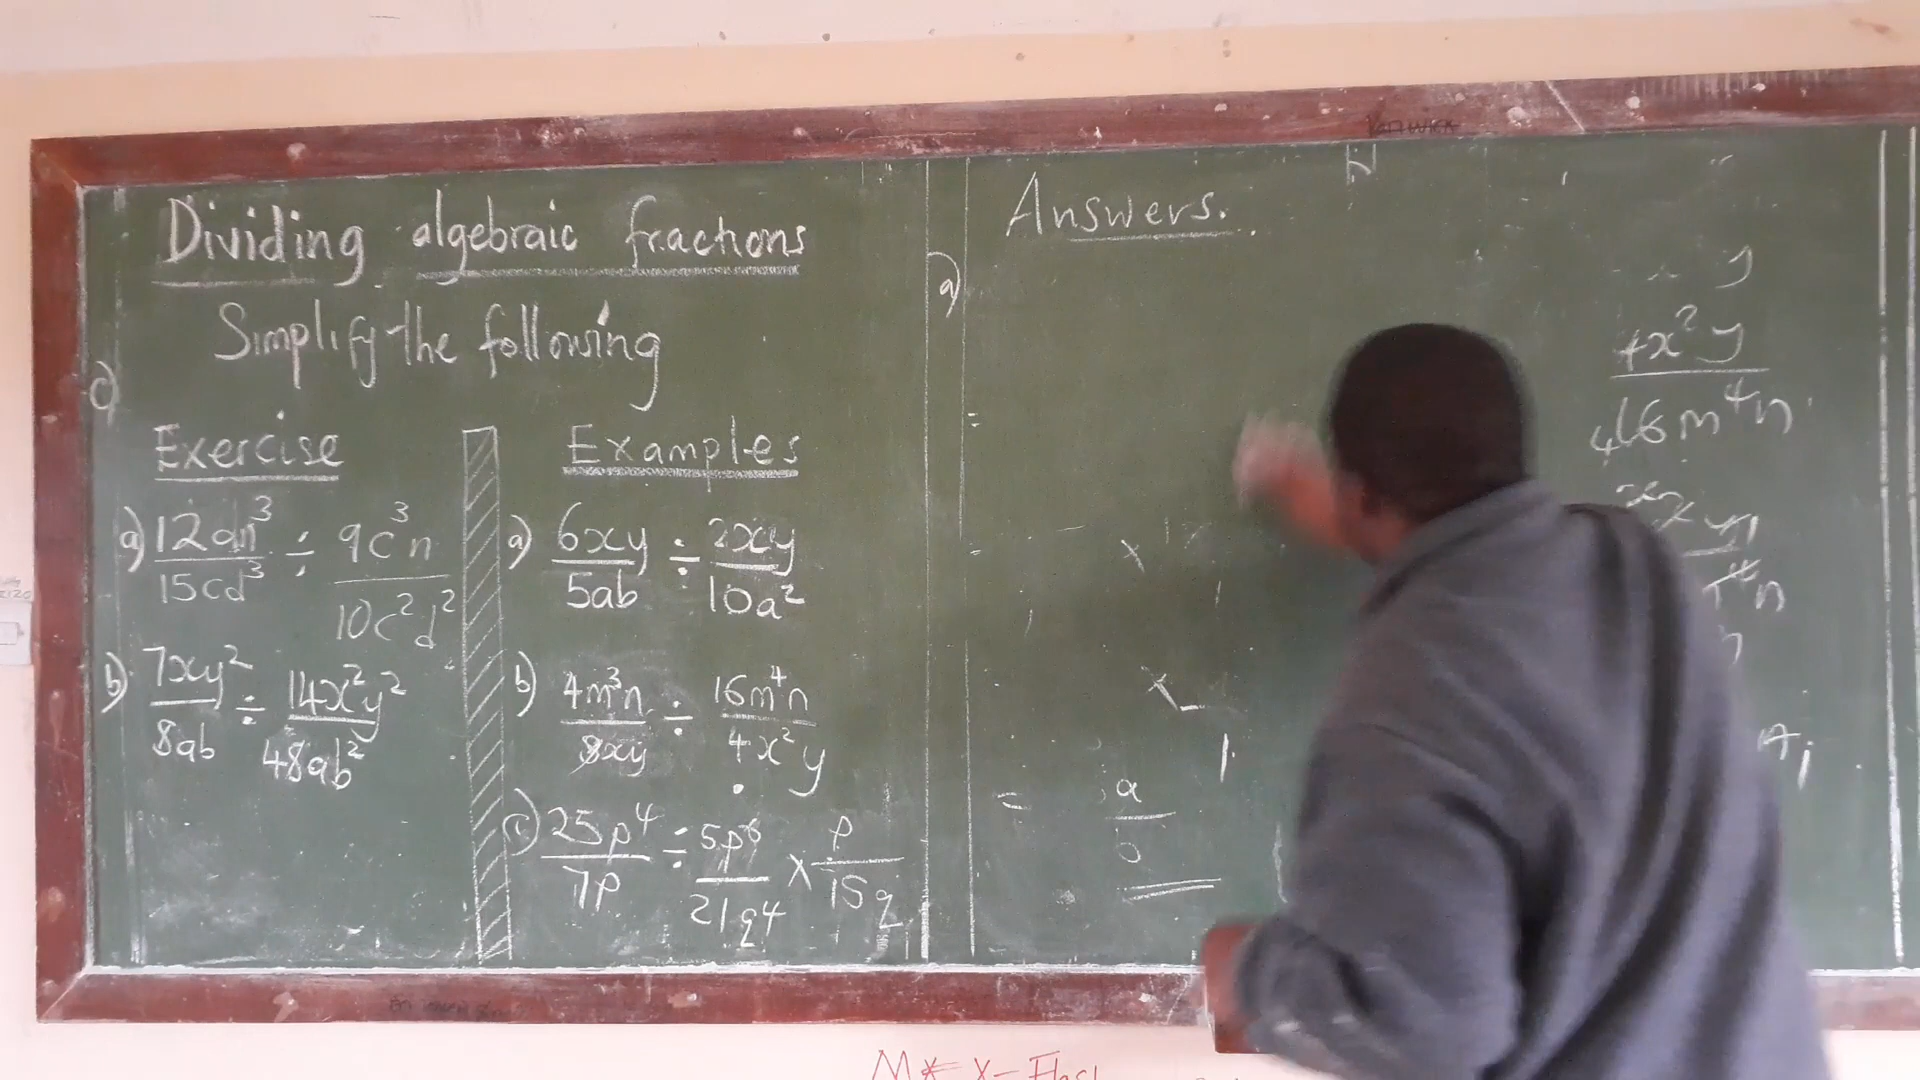 Dividing algebraic fractions
Simplify the following
c)
Exercise
a) 12an³/15cd³ ÷ 9c³n/10c²d²
b) 7xy²/8ab ÷ 14x²y²/48ab²
Examples
a) 6xy/5ab ÷ 2xy/10a²
b) 4m³n/8xy ÷ 16m⁴n/4x²y
c) 25p⁴/7p ÷ 5p⁶/21q4 × p/15q
Answers.
a)
=
y
4x²y
16m⁴n
= a